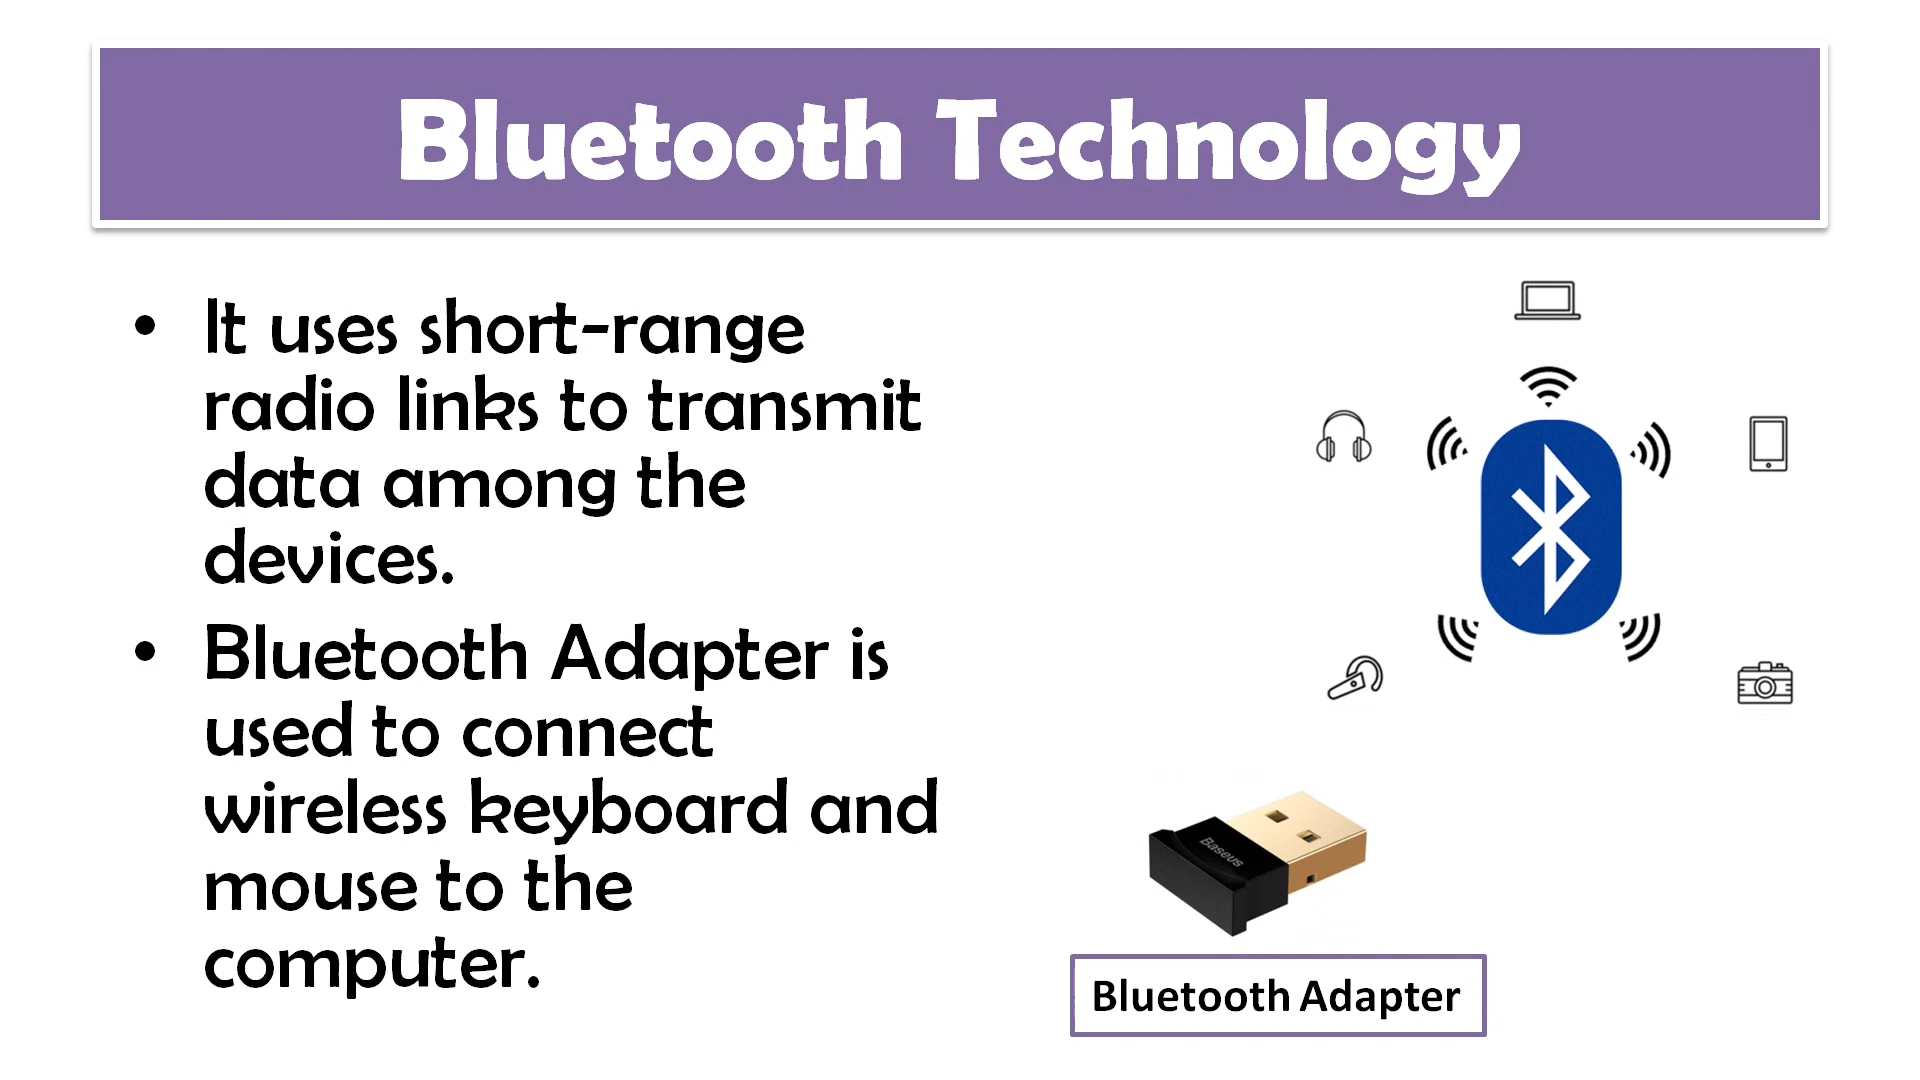 Bluetooth Technology
• It uses short-range
radio links to transmit
data among the
devices.
• Bluetooth Adapter is
used to connect
wireless keyboard and
mouse to the
computer.
Baseus
Bluetooth Adapter